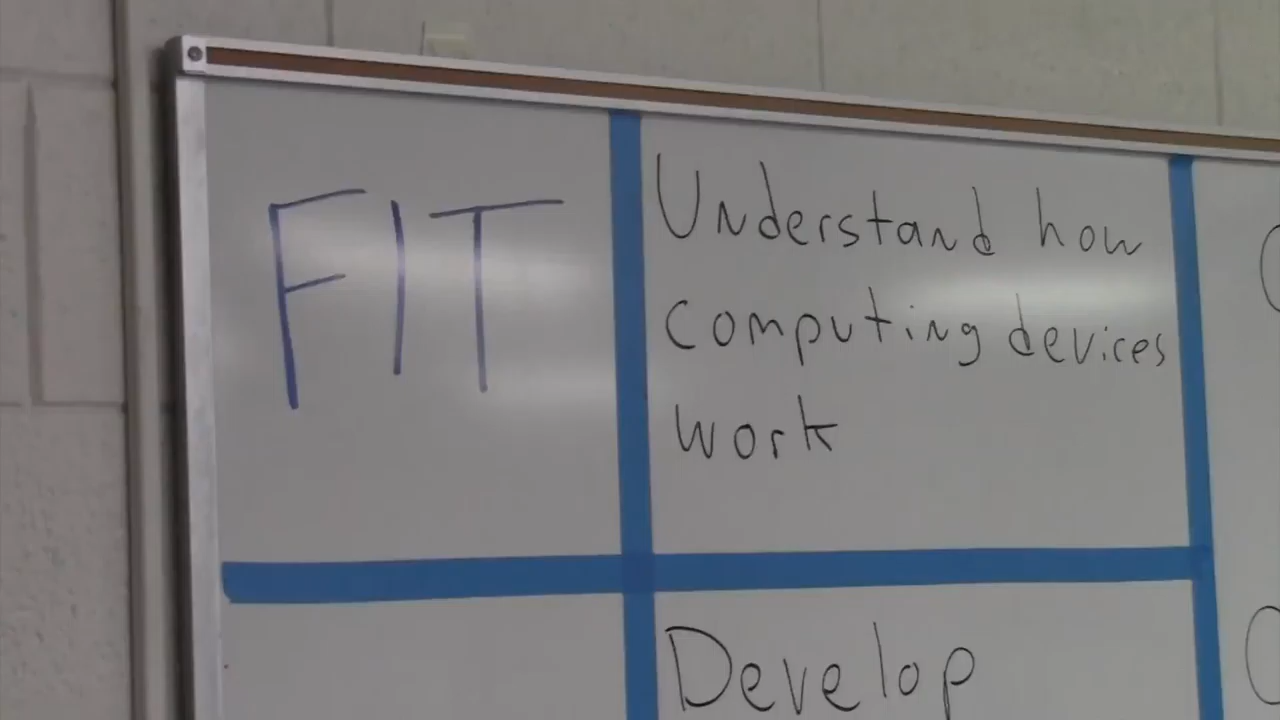 FIT
Understand how
computing devices
work
Develop